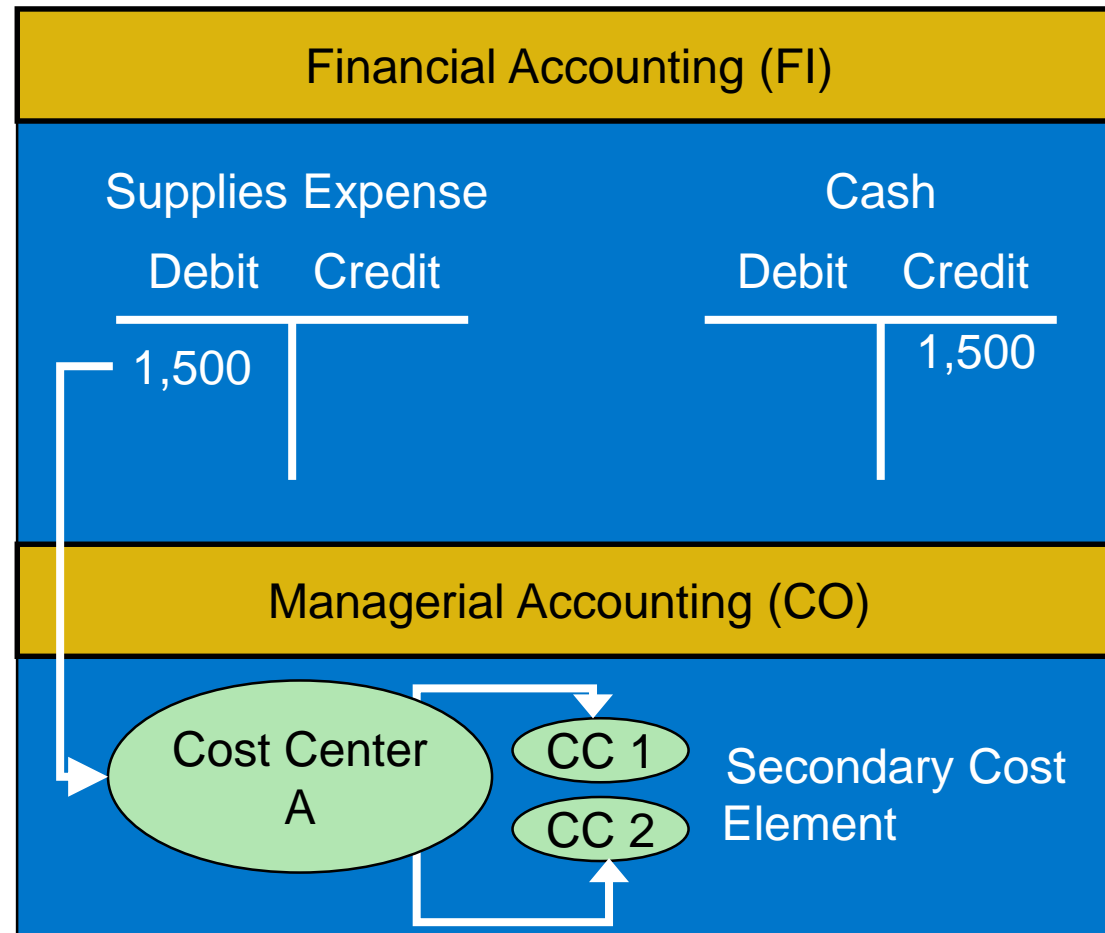 Financial Accounting (FI)
Supplies Expense
Cash
Debit Credit
Debit Credit
1,500
1,500
Managerial Accounting (CO)
Cost Center
A
CC 1
CC 2
Secondary Cost
Element